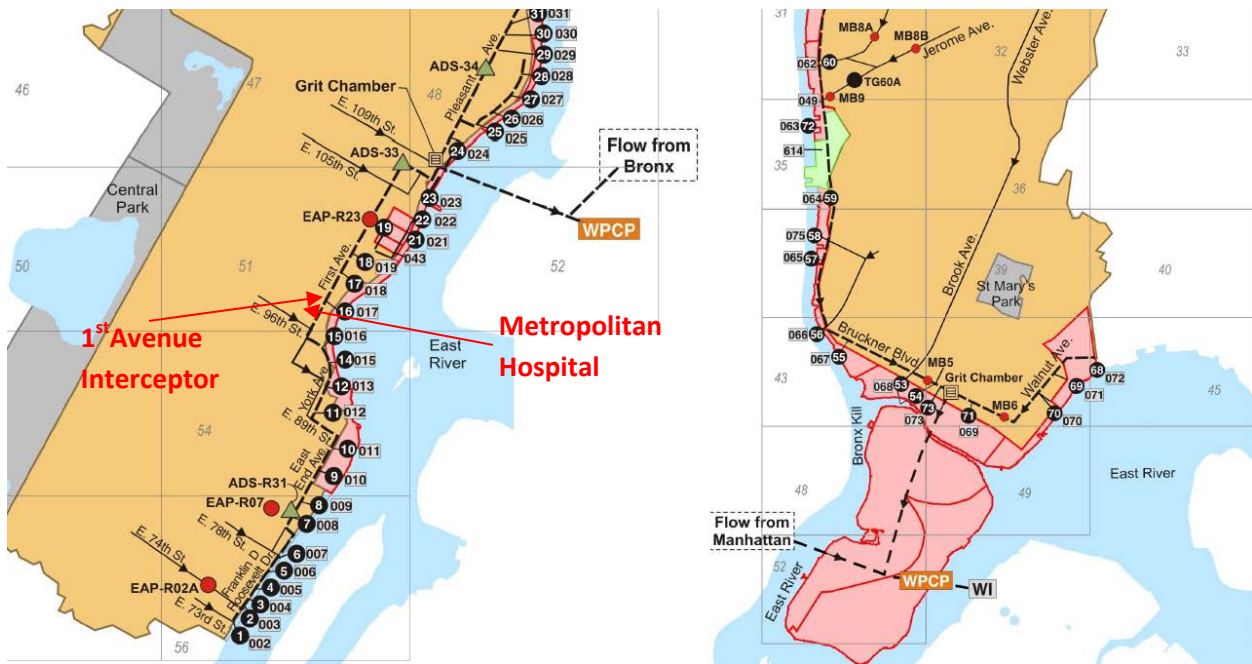 31 031
30 030
Pleasant Ave.
29 029
ADS-34
28 028
46
47
48
Grit Chamber
27 027
E. 109th St.
26 026
25 025
ADS-33
24 024
E. 105th St.
Flow from
Bronx
Central
Park
23 023
EAP-R23
22 022
WPCP
19
21 021
043
50
51
52
18 019
First Ave.
17 018
16 017
E. 96th St.
1st Avenue
Interceptor
Metropolitan
Hospital
15 016
East
River
14 015
York Ave.
12 013
11 012
E. 89th St.
54
10 011
East
End Ave.
9 010
ADS-R31
EAP-R07
8 009
7 008
E. 78th St.
6 007
E. 74th St.
Franklin D
Roosevelt Dr.
5 006
EAP-R02A
4 005
3 004
E. 73rd St.
2 003
1 002
56
31
MB8A
MB8B
Jerome Ave.
Webster Ave.
32
33
062 60
TG60A
049 MB9
063 72
614
35
36
064 59
075 58
065 57
Brook Ave.
39
St Mary's
Park
40
066 56
Bruckner Blvd.
067 55
MB5
Walnut Ave.
43
068 53
Grit Chamber
68 072
45
54
69 071
073 73
71
069
MB6
70 070
Bronx Kill
East River
48
49
Flow from
Manhattan
52
WPCP
WI
East River